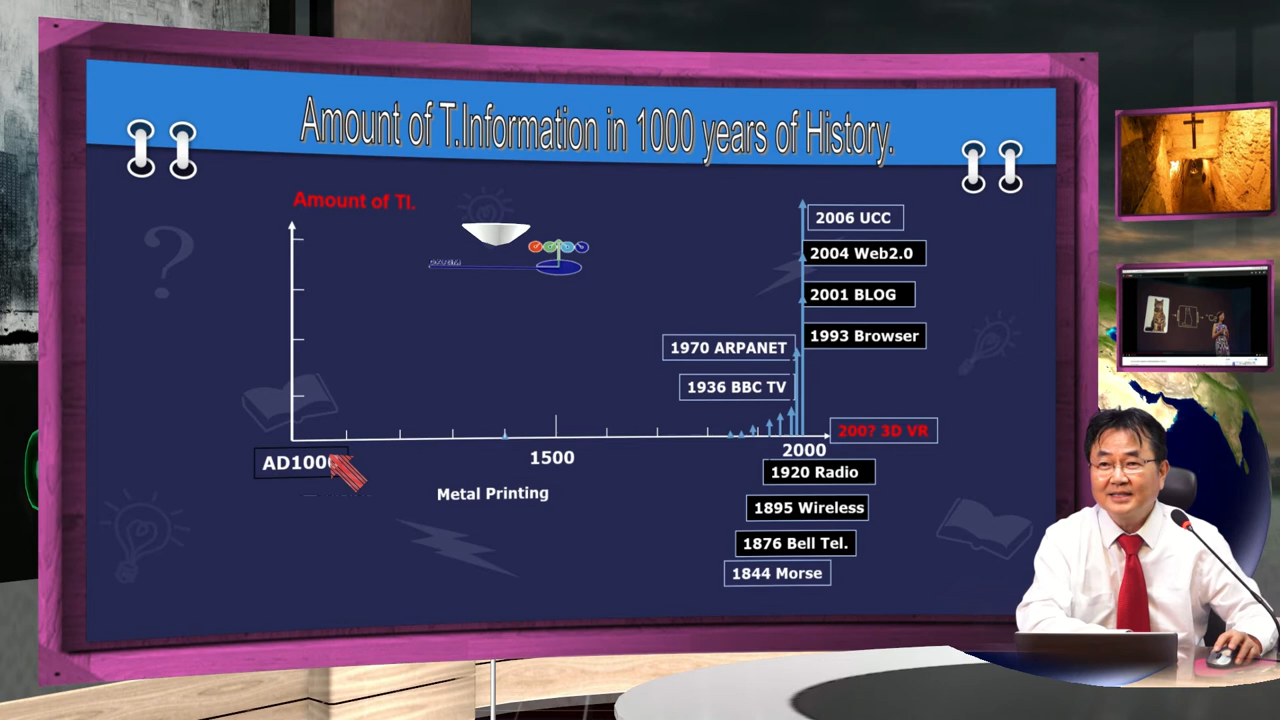 Amount of T.Information in 1000 years of History.
Amount of TI.
2006 UCC
2004 Web2.0
2001 BLOG
1993 Browser
1970 ARPANET
1936 BBC TV
200? 3D VR
AD1000
1500
2000
Metal Printing
1920 Radio
1895 Wireless
1876 Bell Tel.
1844 Morse